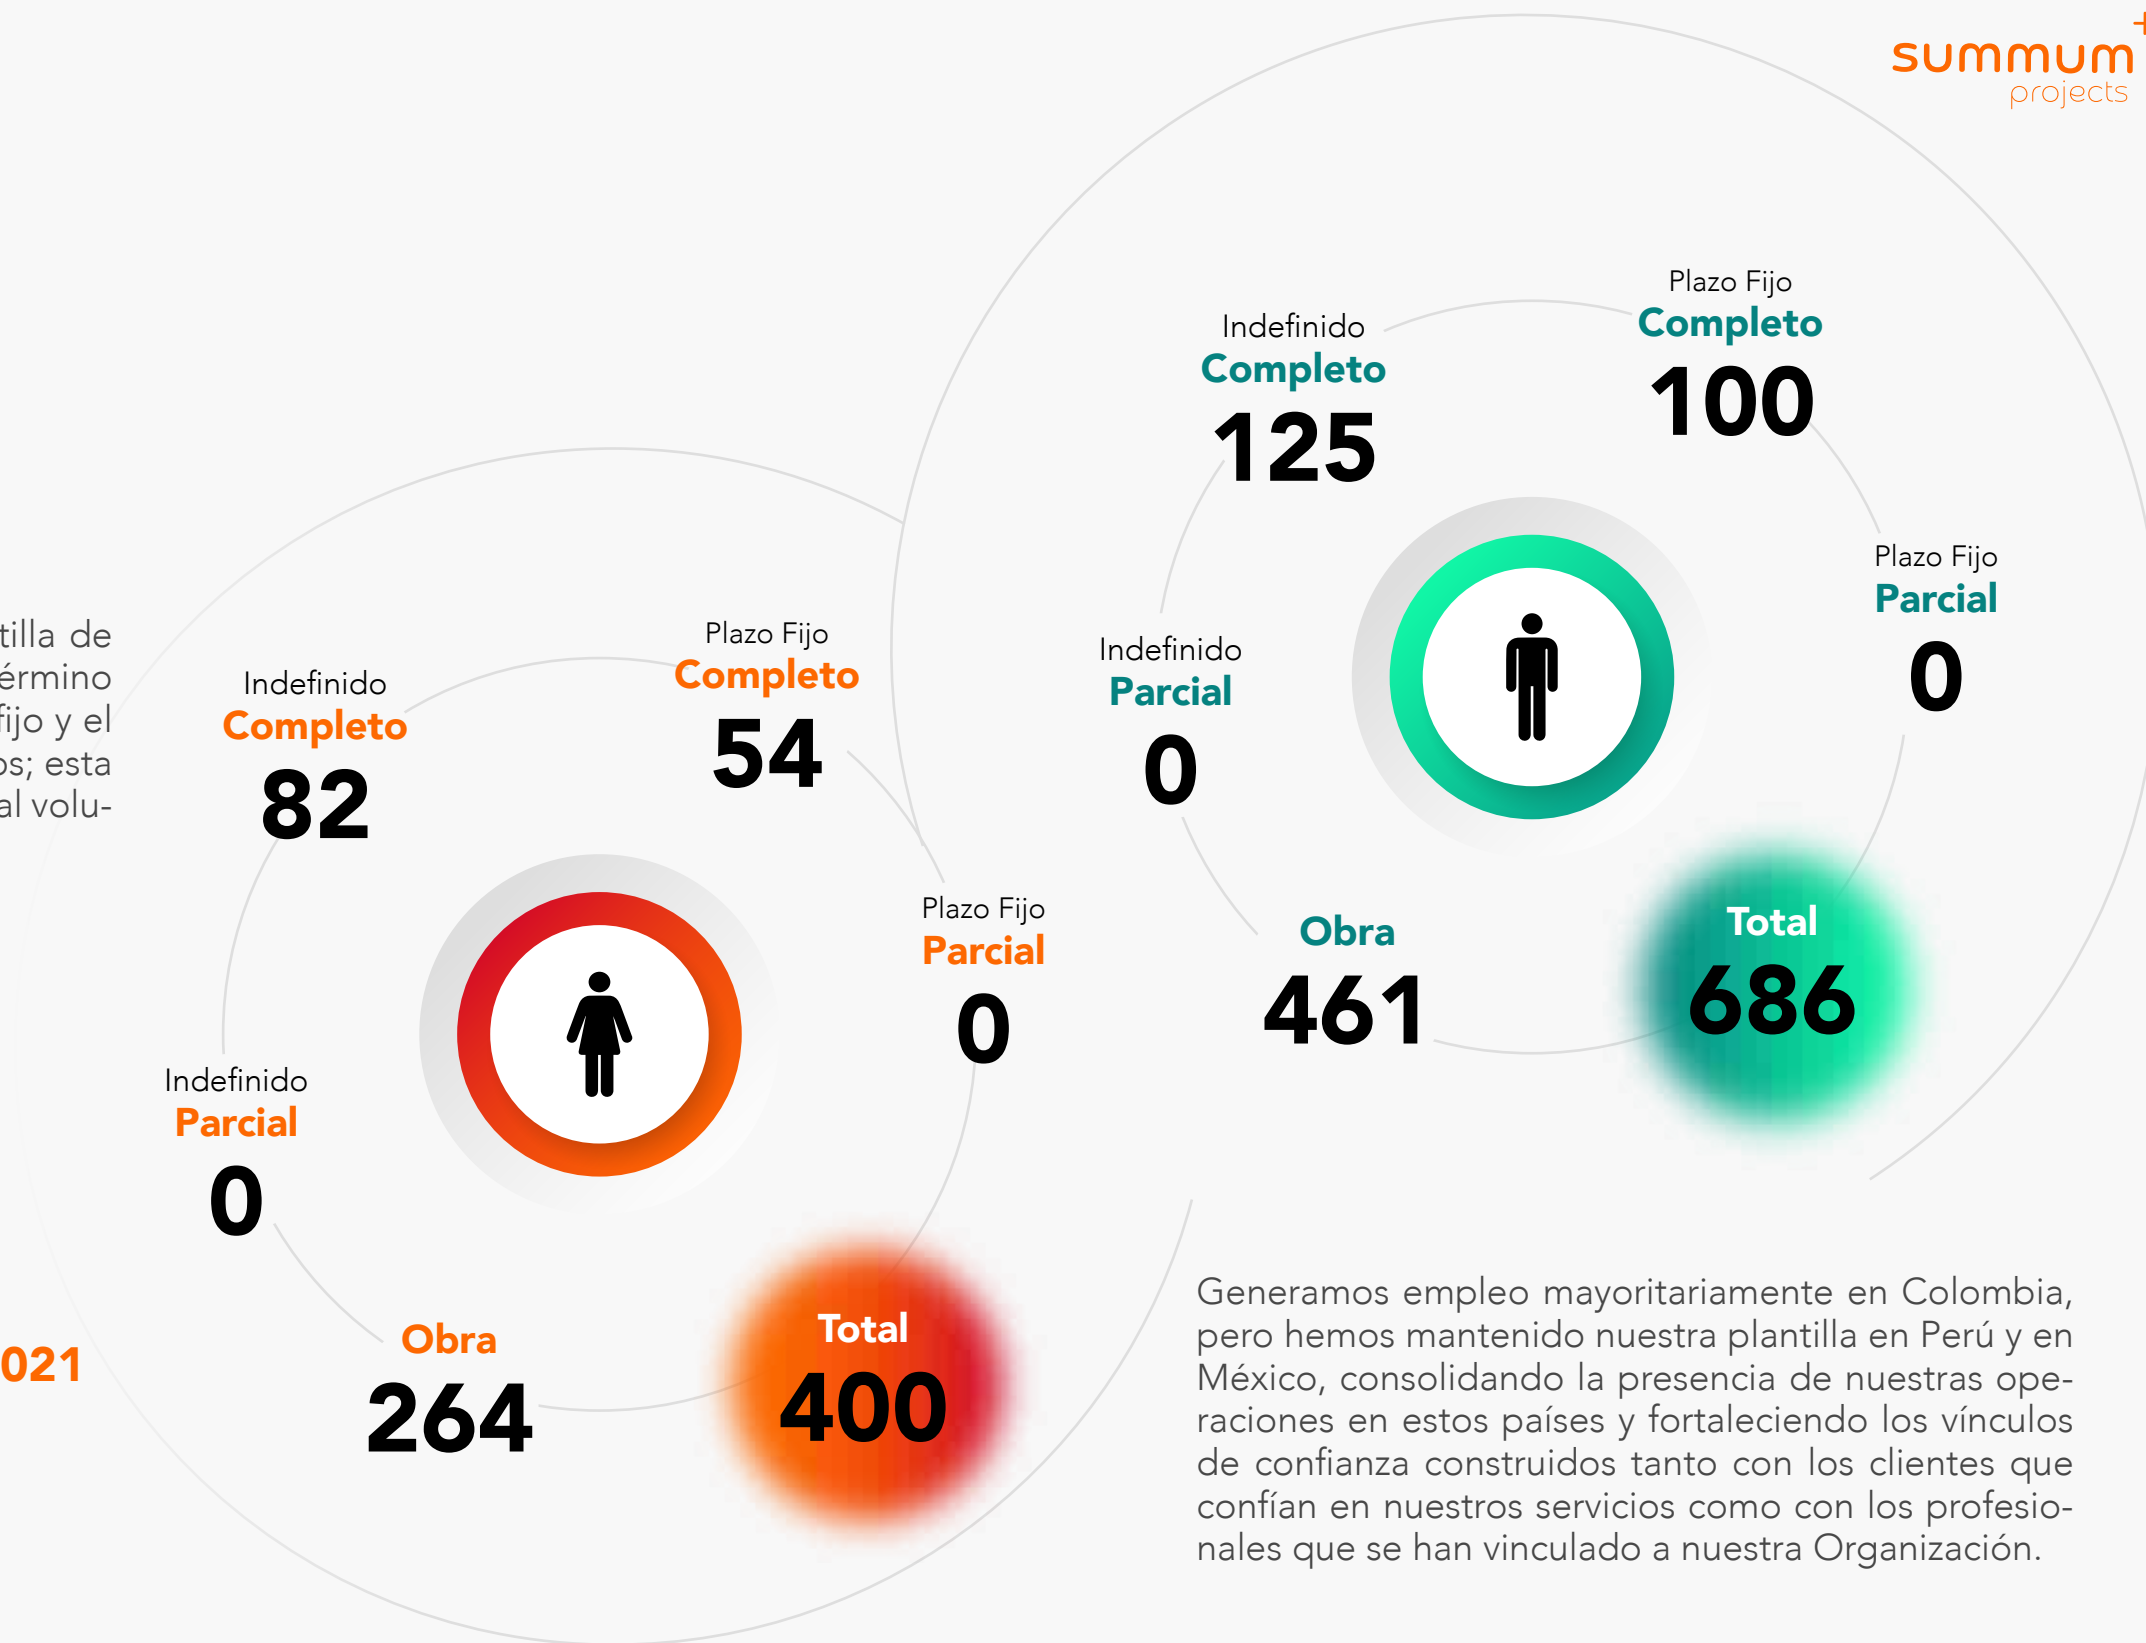 summum
projects
tilla de
érmino
fijo y el
os; esta
al volu-
021
Indefinido
Completo
82
Plazo Fijo
Completo
54
Plazo Fijo
Parcial
0
Indefinido
Parcial
0
Obra
264
Total
400
Indefinido
Completo
125
Plazo Fijo
Completo
100
Plazo Fijo
Parcial
0
Indefinido
Parcial
0
Obra
461
Total
686
Generamos empleo mayoritariamente en Colombia,
pero hemos mantenido nuestra plantilla en Perú y en
México, consolidando la presencia de nuestras ope-
raciones en estos países y fortaleciendo los vínculos
de confianza construidos tanto con los clientes que
confían en nuestros servicios como con los profesio-
nales que se han vinculado a nuestra Organización.